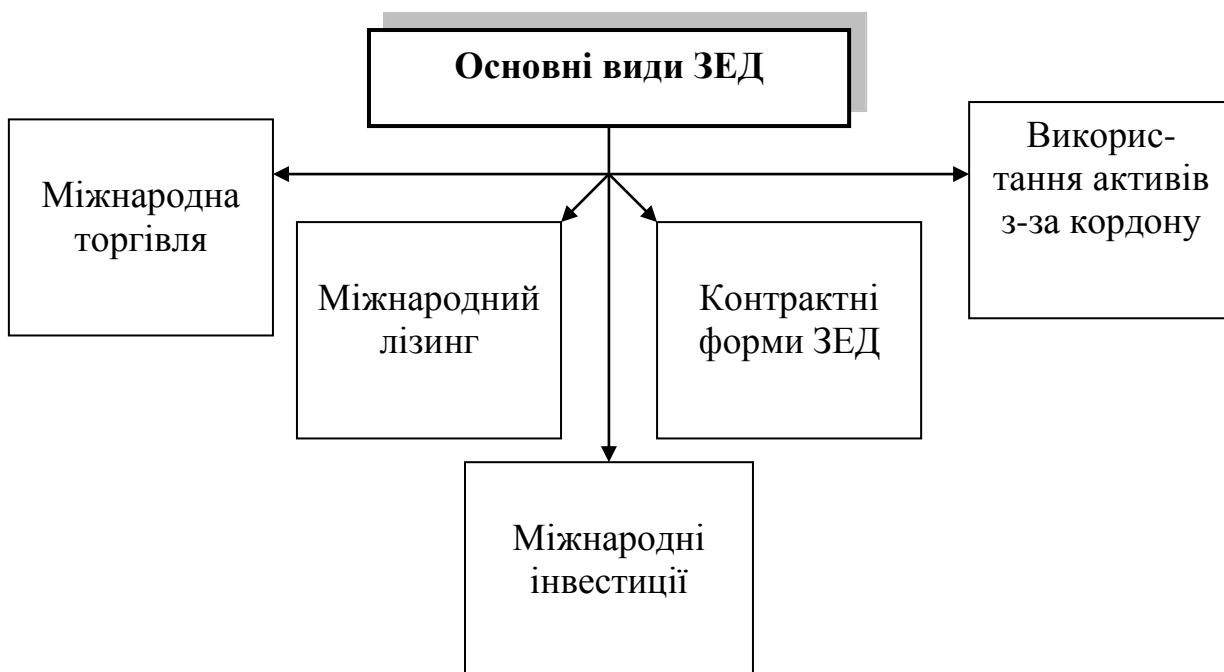 Основні види ЗЕД
Міжнародна
торгівля
Міжнародний
лізинг
Міжнародні
інвестиції
Контрактні
форми ЗЕД
Викорис-
тання активів
з-за кордону